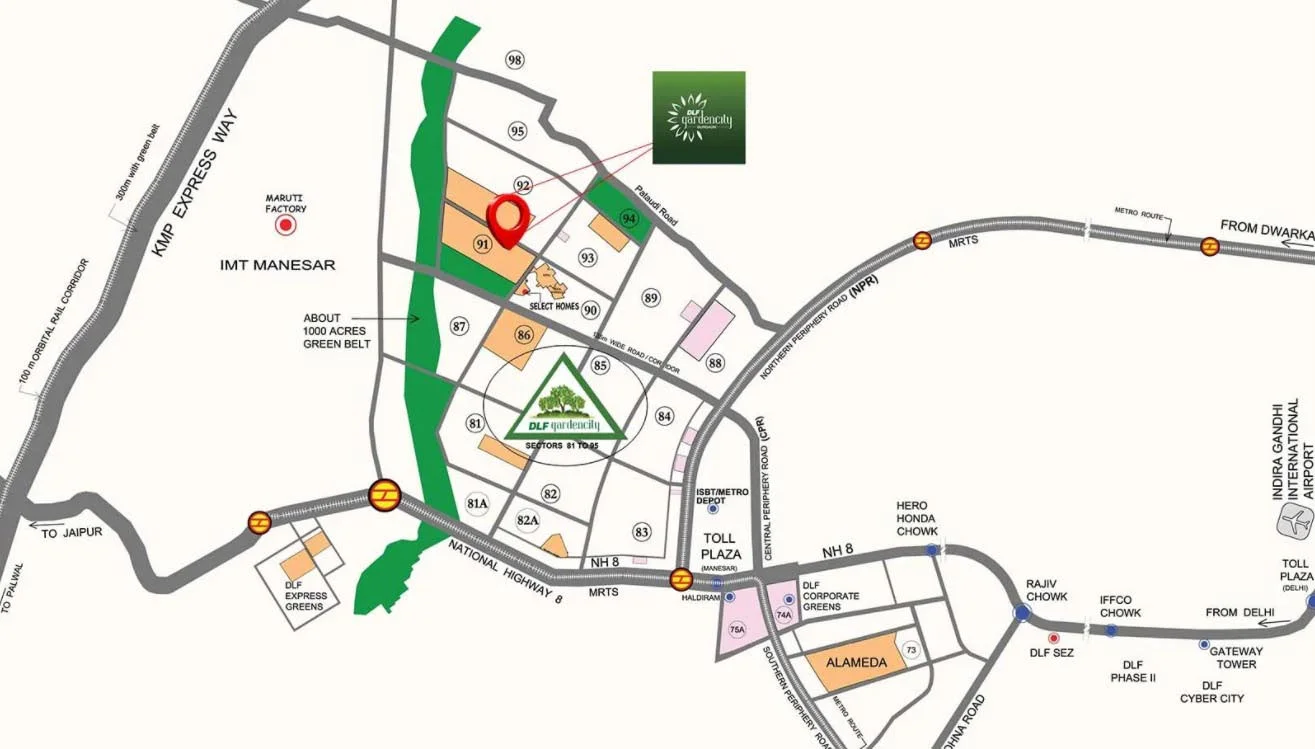 98
95
92
91
94
93
90
89
88
87
86
85
84
81
81A
82
82A
83
75A
74A
73
DLF
gardencity
GURGAON
300m with green belt
KMP EXPRESS WAY
100 m ORBITAL RAIL CORRIDOR
MARUTI
FACTORY
IMT MANESAR
ABOUT
1000 ACRES
GREEN BELT
Pataudi Road
SELECT HOMES
WIDE ROAD / CORRIDOR
DLF gardencity
SECTORS 81 TO 95
METRO ROUTE
FROM DWARKA
MRTS
NORTHERN PERIPHERY ROAD (NPR)
CENTRAL PERIPHERY ROAD (CPR)
ISBT/METRO
DEPOT
TOLL
PLAZA
(MANESAR)
HALDIRAM
NH 8
NATIONAL HIGHWAY 8
NH 8
MRTS
TO JAIPUR
TO PALWAL
DLF
EXPRESS
GREENS
DLF
CORPORATE
GREENS
HERO
HONDA
CHOWK
ALAMEDA
SOUTHERN PERIPHERY ROAD
METRO ROUTE
OHNA ROAD
RAJIV
CHOWK
DLF SEZ
IFFCO
CHOWK
DLF
PHASE II
FROM DELHI
GATEWAY
TOWER
DLF
CYBER CITY
TOLL
PLAZA
(DELHI)
INDIRA GANDHI
INTERNATIONAL
AIRPORT